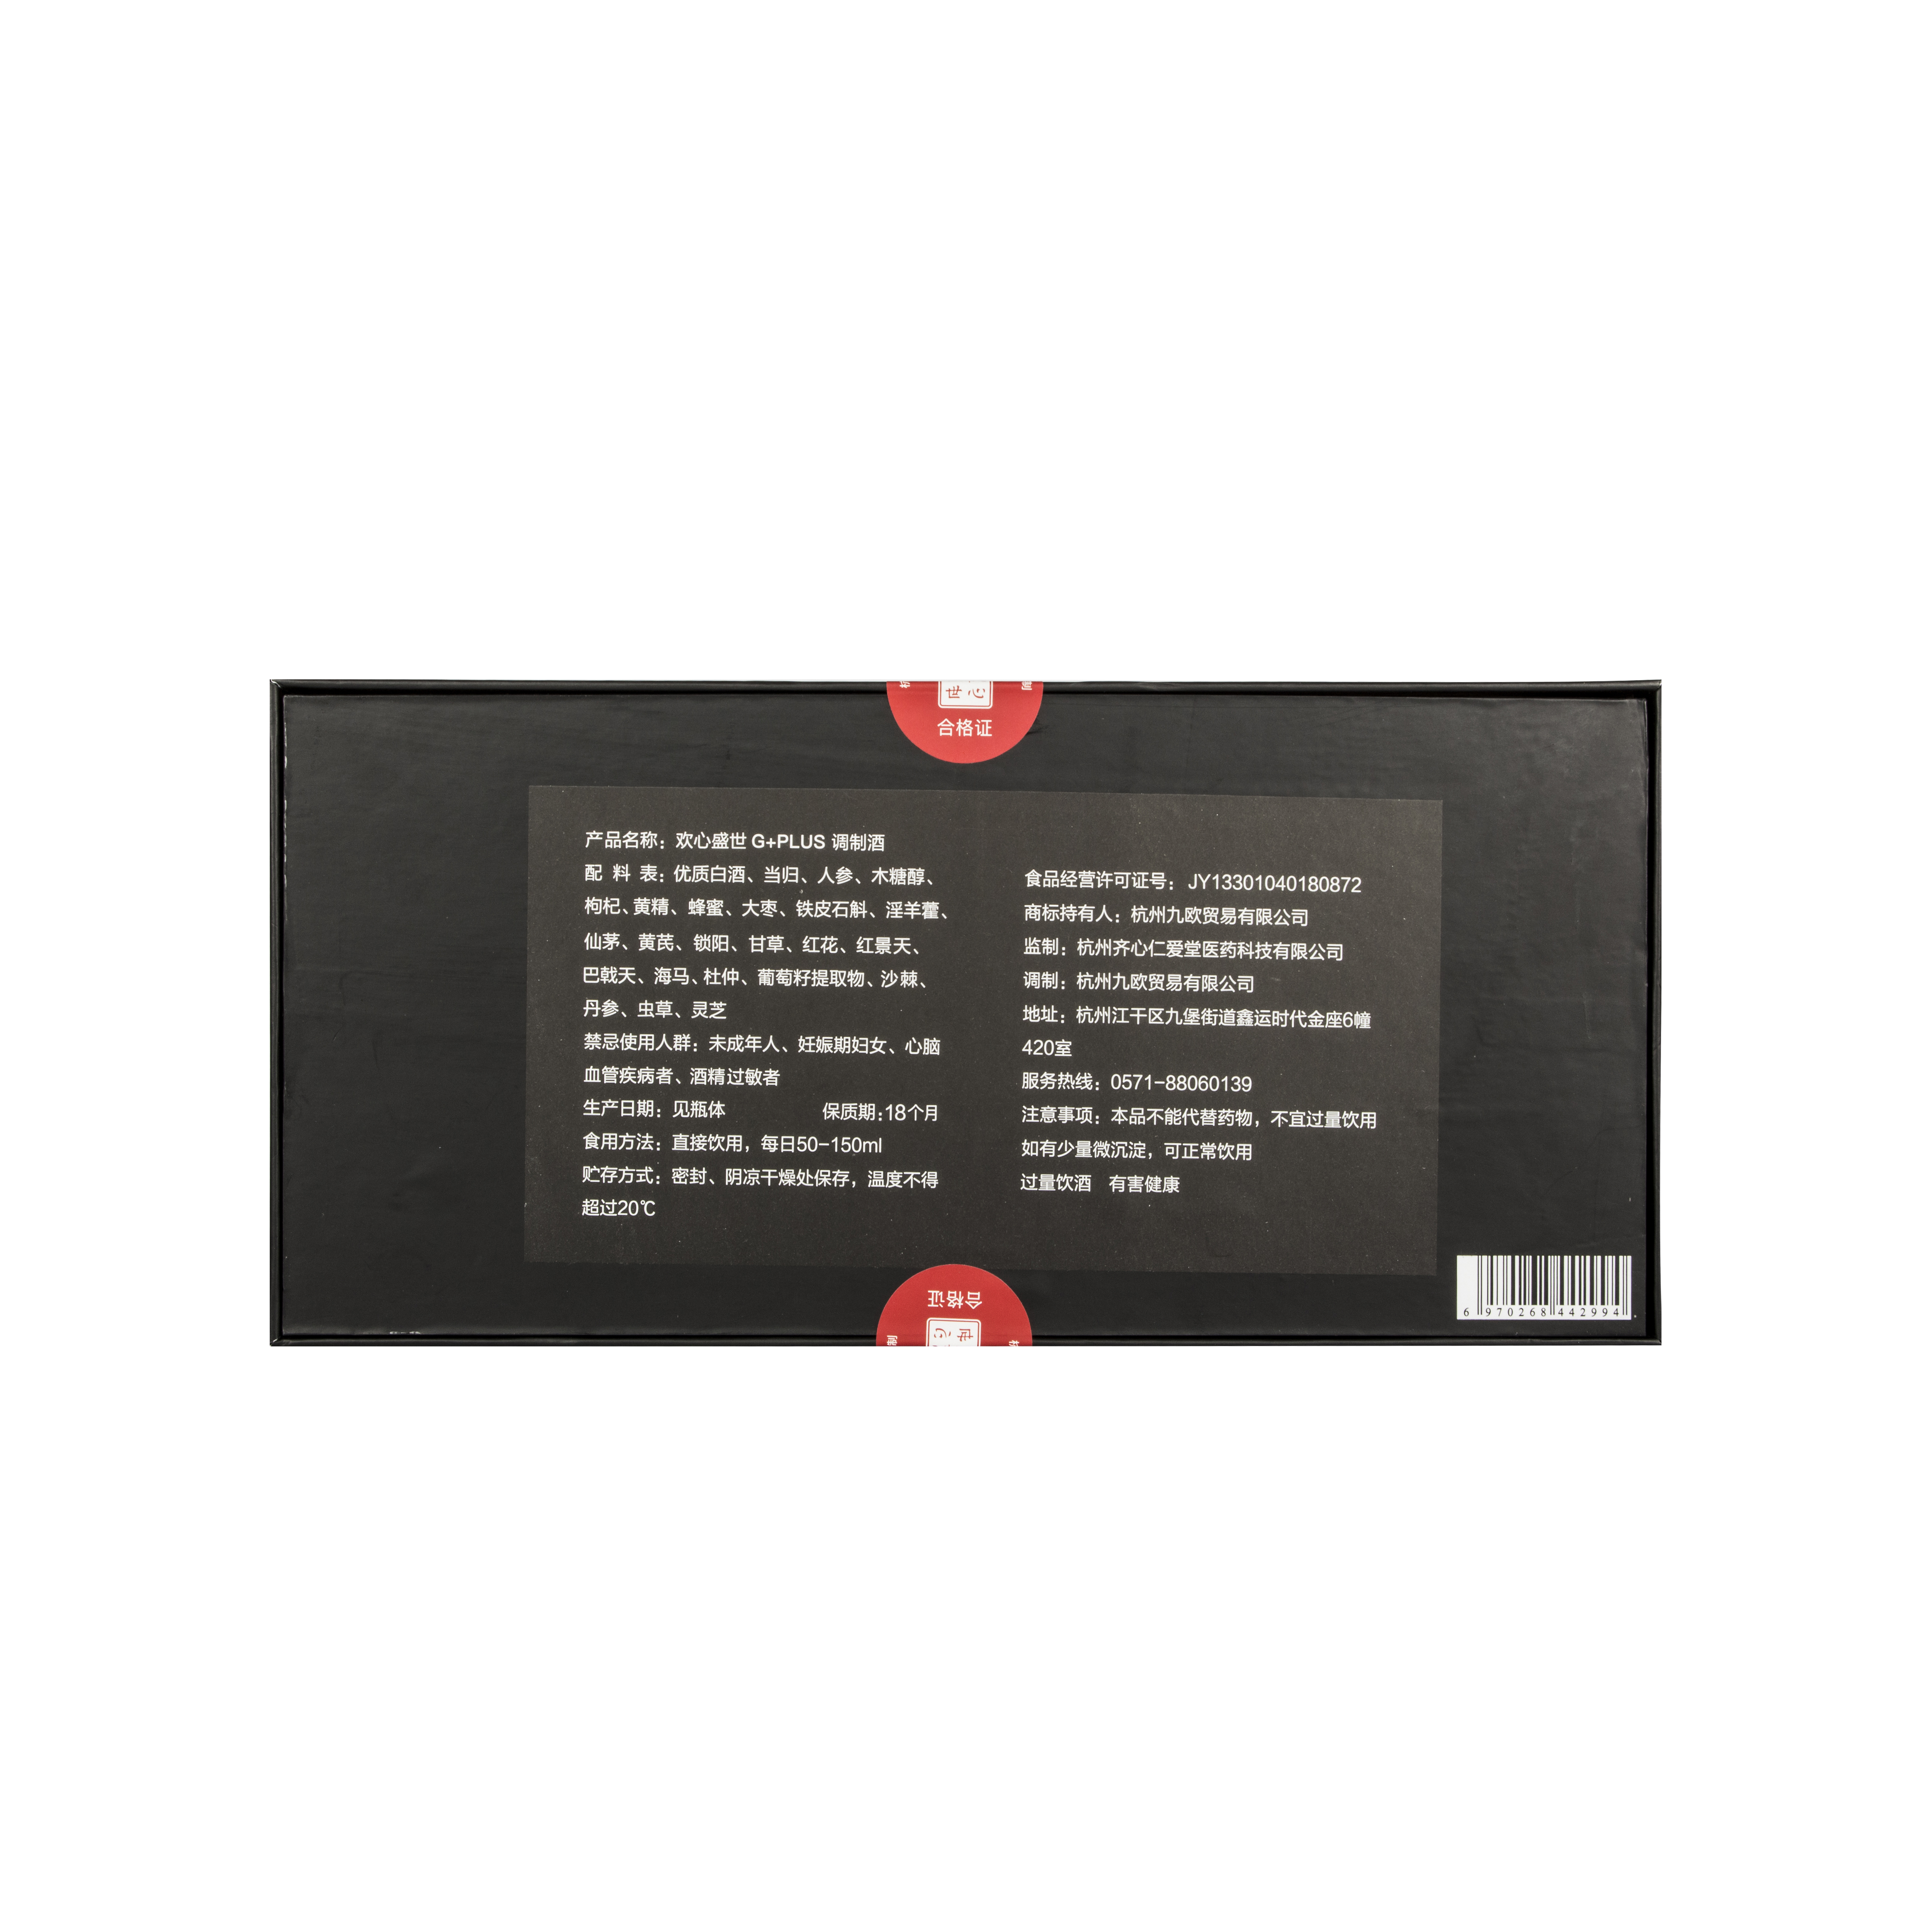 世心
合格证
产品名称：欢心盛世 G+PLUS 调制酒
配 料 表：优质白酒、当归、人参、木糖醇、
枸杞、黄精、蜂蜜、大枣、铁皮石斛、淫羊藿、
仙茅、黄芪、锁阳、甘草、红花、红景天、
巴戟天、海马、杜仲、葡萄籽提取物、沙棘、
丹参、虫草、灵芝
禁忌使用人群：未成年人、妊娠期妇女、心脑
血管疾病者、酒精过敏者
生产日期：见瓶体 保质期：18个月
食用方法：直接饮用，每日50-150ml
贮存方式：密封、阴凉干燥处保存，温度不得
超过20℃
食品经营许可证号：JY13301040180872
商标持有人：杭州九欧贸易有限公司
监制：杭州齐心仁爱堂医药科技有限公司
调制：杭州九欧贸易有限公司
地址：杭州江干区九堡街道鑫运时代金座6幢
420室
服务热线：0571-88060139
注意事项：本品不能代替药物，不宜过量饮用
如有少量微沉淀，可正常饮用
过量饮酒 有害健康
合格证
世心
6 970268 442994